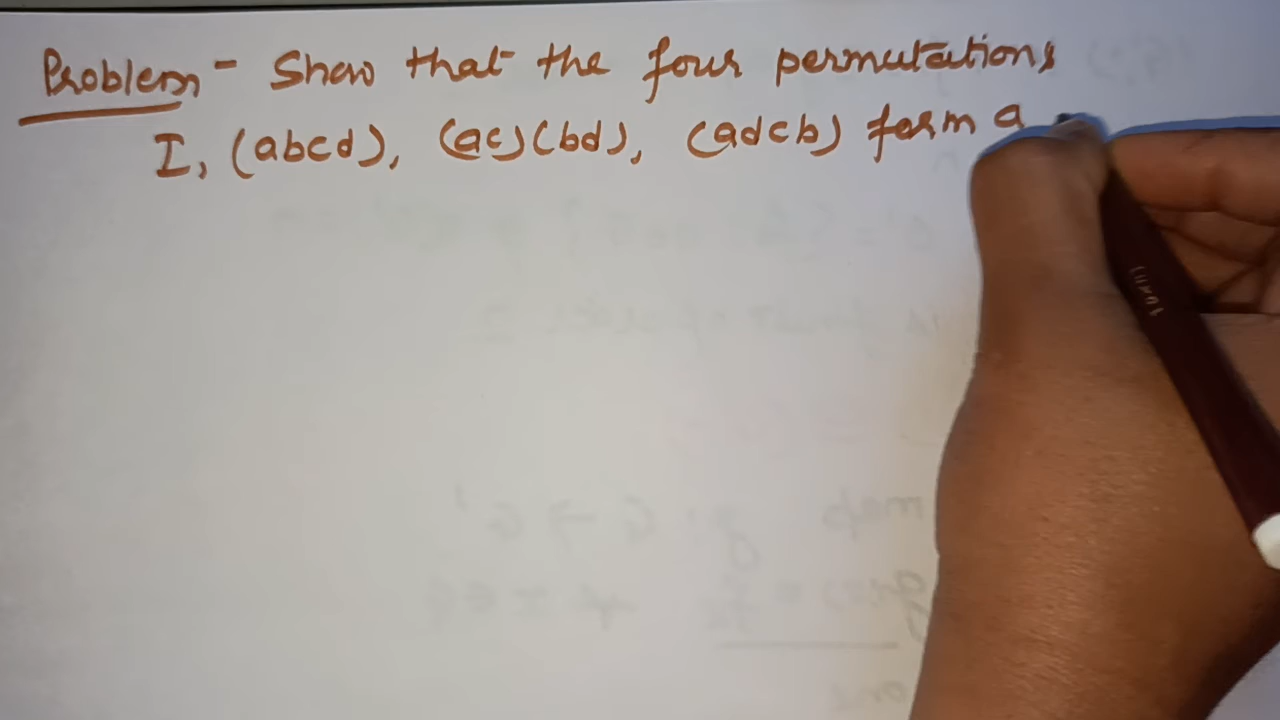 Problem - Show that the four permutations
I, (abcd), (ac)(bd), (adcb) form a